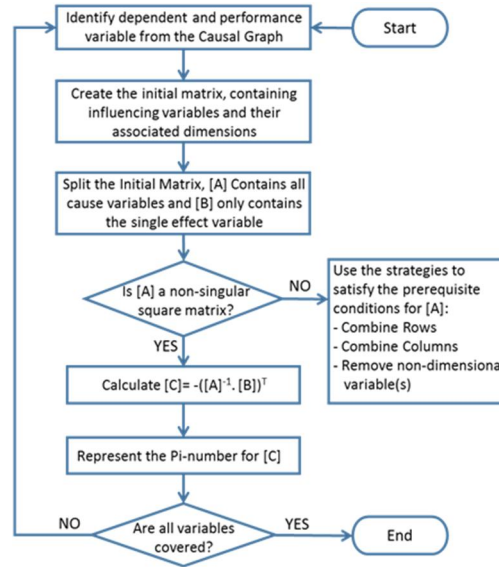 Identify dependent and performance
variable from the Causal Graph
Start
Create the initial matrix, containing
influencing variables and their
associated dimensions
Split the Initial Matrix, [A] Contains all
cause variables and [B] only contains
the single effect variable
Is [A] a non-singular
square matrix?
NO
YES
Use the strategies to
satisfy the prerequisite
conditions for [A]:
- Combine Rows
- Combine Columns
- Remove non-dimensiona
variable(s)
Calculate [C]= -([A]⁻¹. [B])ᵀ
Represent the Pi-number for [C]
Are all variables
covered?
NO
YES
End